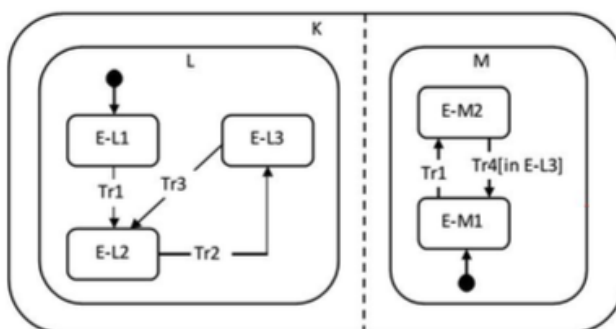 K
L
M
E-L1
E-L3
E-M2
Tr1
Tr3
Tr1
Tr4[in E-L3]
E-L2
Tr2
E-M1